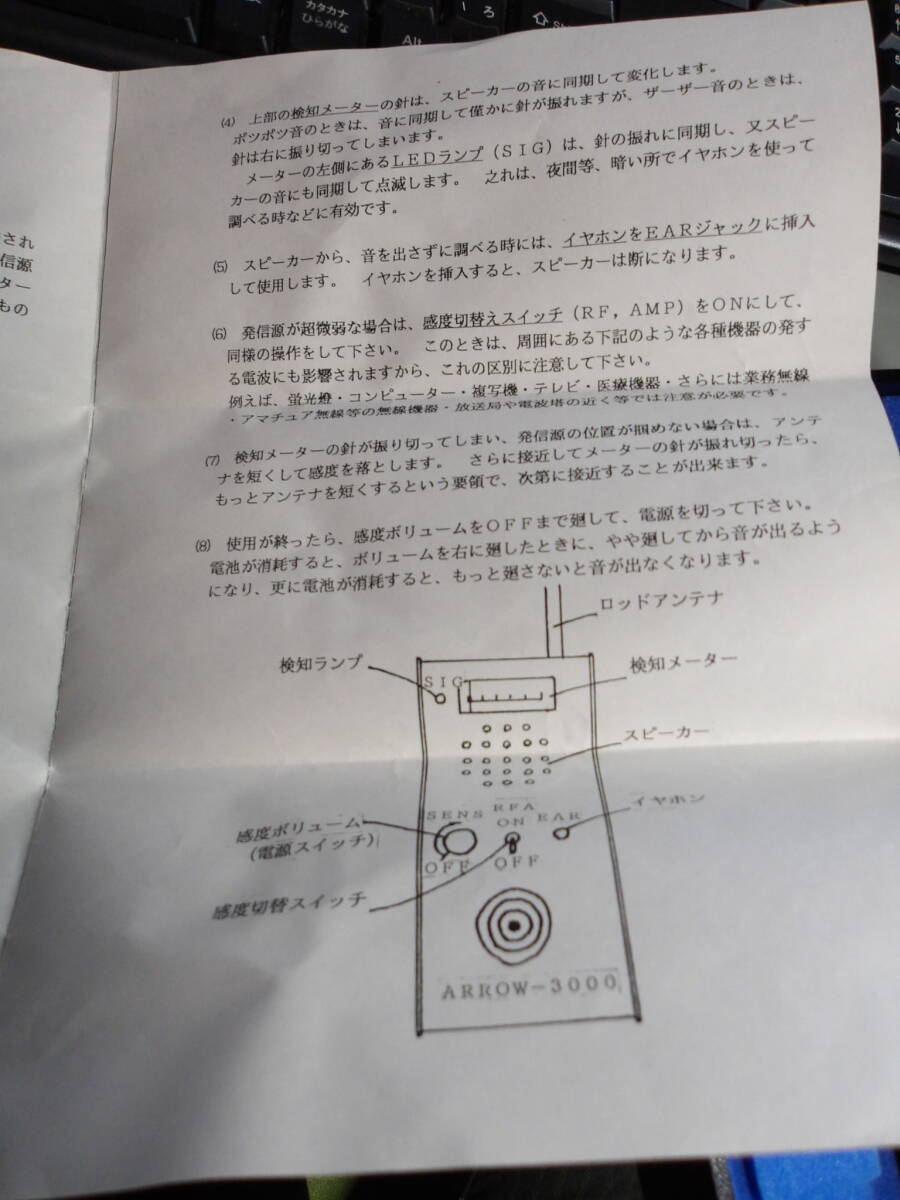 カタカナ
ひらがな
Alt
ろ
され
信源
ター
もの
(4) 上部の検知メーターの針は、スピーカーの音に同期して変化します。
ポツポツ音のときは、音に同期して僅かに針が振れますが、ザーザー音のときは、
針は右に振り切ってしまいます。
メーターの左側にあるLEDランプ(SIG)は、針の振れに同期し、又スピー
カーの音にも同期して点滅します。 之れは、夜間等、暗い所でイヤホンを使って
調べる時などに有効です。
(5) スピーカーから、音を出さずに調べる時には、イヤホンをEARジャックに挿入
して使用します。 イヤホンを挿入すると、スピーカーは断になります。
(6) 発信源が超微弱な場合は、感度切替えスイッチ(RF,AMP)をONにして、
同様の操作をして下さい。 このときは、周囲にある下記のような各種機器の発す
る電波にも影響されますから、これの区別に注意して下さい。
例えば、蛍光燈・コンピューター・複写機・テレビ・医療機器・さらには業務無線
・アマチュア無線等の無線機器・放送局や電波塔の近く等では注意が必要です。
(7) 検知メーターの針が振り切ってしまい、発信源の位置が掴めない場合は、アンテ
ナを短くして感度を落とします。 さらに接近してメーターの針が振れ切ったら、
もっとアンテナを短くするという要領で、次第に接近することが出来ます。
(8) 使用が終ったら、感度ボリュームをOFFまで廻して、電源を切って下さい。
電池が消耗すると、ボリュームを右に廻したときに、やや廻してから音が出るよう
になり、更に電池が消耗すると、もっと廻さないと音が出なくなります。
ロッドアンテナ
検知ランプ
検知メーター
SIG
スピーカー
イヤホン
SENS RFA
ON EAR
感度ボリューム
(電源スイッチ)
OFF OFF
感度切替スイッチ
ARROW-3000